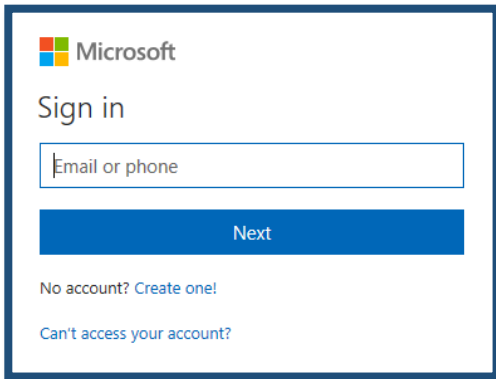 Microsoft
Sign in
Email or phone
Next
No account? Create one!
Can't access your account?